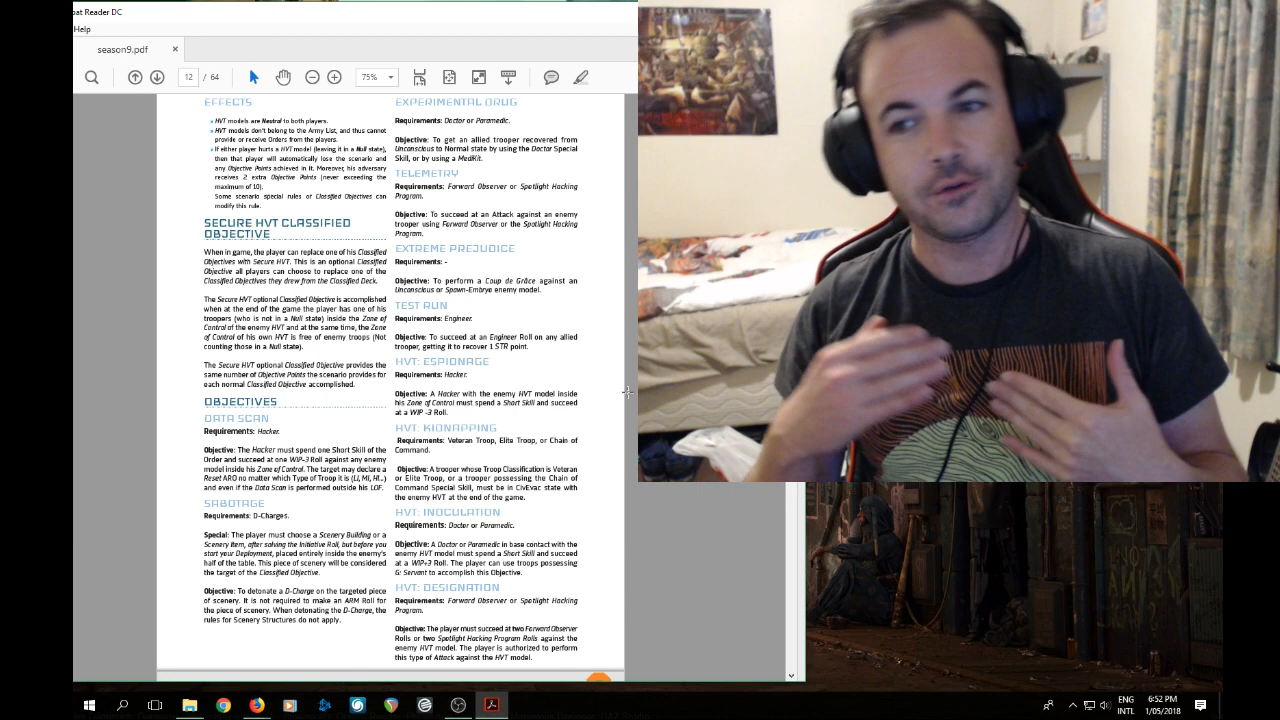 bat Reader DC
Help
season9.pdf
×
12 / 64
75%
EFFECTS
HVT models are Neutral to both players.
HVT models don't belong to the Army List, and thus cannot
provide or receive Orders from the players.
If either player hurts a HVT model (leaving it in a Null state),
then that player will automatically lose the scenario and
any Objective Points achieved in it. Moreover, his adversary
receives 2 extra Objective Points (never exceeding the
maximum of 10).
Some scenario special rules or Classified Objectives can
modify this rule.
SECURE HVT CLASSIFIED
OBJECTIVE
When in game, the player can replace one of his Classified
Objectives with Secure HVT. This is an optional Classified
Objective all players can choose to replace one of the
Classified Objectives they drew from the Classified Deck.
The Secure HVT optional Classified Objective is accomplished
when at the end of the game the player has one of his
troopers (who is not in a Null state) inside the Zone of
Control of the enemy HVT and at the same time, the Zone
of Control of his own HVT is free of enemy troops (Not
counting those in a Null state).
The Secure HVT optional Classified Objective provides the
same number of Objective Points the scenario provides for
each normal Classified Objective accomplished.
OBJECTIVES
DATA SCAN
Requirements: Hacker.
Objective: The Hacker must spend one Short Skill of the
Order and succeed at one WIP-3 Roll against any enemy
model inside his Zone of Control. The target may declare a
Reset ARO no matter which Type of Troop it is (LI, MI, HI...)
and even if the Data Scan is performed outside his LOF.
SABOTAGE
Requirements: D-Charges.
Special: The player must choose a Scenery Building or a
Scenery Item, after solving the Initiative Roll, but before you
start your Deployment, placed entirely inside the enemy's
half of the table. This piece of scenery will be considered
the target of the Classified Objective.
Objective: To detonate a D-Charge on the targeted piece
of scenery. It is not required to make an ARM Roll for
the piece of scenery. When detonating the D-Charge, the
rules for Scenery Structures do not apply.
EXPERIMENTAL DRUG
Requirements: Doctor or Paramedic.
Objective: To get an allied trooper recovered from
Unconscious to Normal state by using the Doctor Special
Skill, or by using a MediKit.
TELEMETRY
Requirements: Forward Observer or Spotlight Hacking
Program.
Objective: To succeed at an Attack against an enemy
trooper using Forward Observer or the Spotlight Hacking
Program.
EXTREME PREJUDICE
Requirements: -
Objective: To perform a Coup de Grâce against an
Unconscious or Spawn-Embryo enemy model.
TEST RUN
Requirements: Engineer.
Objective: To succeed at an Engineer Roll on any allied
trooper, getting it to recover 1 STR point.
HVT: ESPIONAGE
Requirements: Hacker.
Objective: A Hacker with the enemy HVT model inside
his Zone of Control must spend a Short Skill and succeed
at a WIP -3 Roll.
HVT: KIDNAPPING
Requirements: Veteran Troop, Elite Troop, or Chain of
Command.
Objective: A trooper whose Troop Classification is Veteran
or Elite Troop, or a trooper possessing the Chain of
Command Special Skill, must be in CivEvac state with
the enemy HVT at the end of the game.
HVT: INOCULATION
Requirements: Doctor or Paramedic.
Objective: A Doctor or Paramedic in base contact with the
enemy HVT model must spend a Short Skill and succeed
at a WIP+3 Roll. The player can use troops possessing
G: Servant to accomplish this Objective.
HVT: DESIGNATION
Requirements: Forward Observer or Spotlight Hacking
Program.
Objective: The player must succeed at two Forward Observer
Rolls or two Spotlight Hacking Program Rolls against the
enemy HVT model. The player is authorized to perform
this type of Attack against the HVT model.
ENG
INTL
6:52 PM
1/05/2018